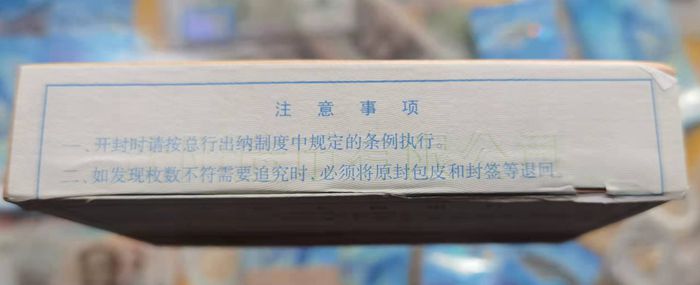 注意事项
一、开封时请按总行出纳制度中规定的条例执行。
二、如发现枚数不符需要追究时、必须将原封包皮和封签等退回。